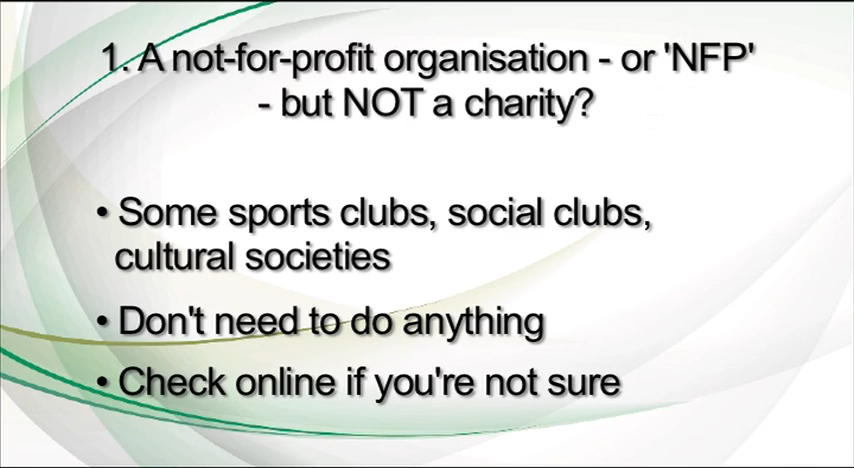 1. A not-for-profit organisation - or 'NFP'
- but NOT a charity?
• Some sports clubs, social clubs,
cultural societies
• Don't need to do anything
• Check online if you're not sure